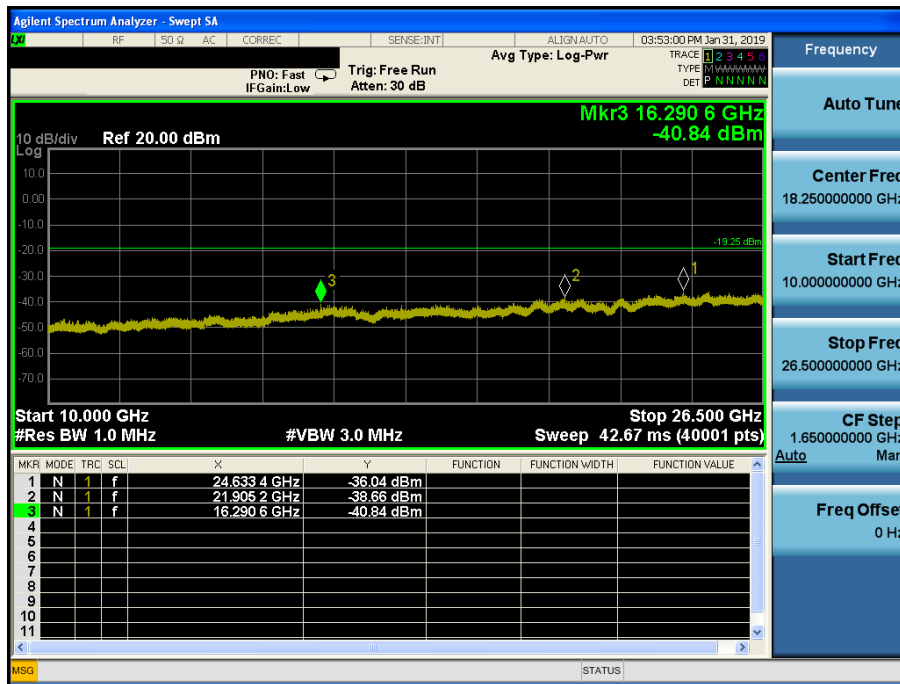 Agilent Spectrum Analyzer - Swept SA
LXI RF 50 Ω AC CORREC SENSE:INT ALIGN AUTO 03:53:00 PM Jan 31, 2019
Avg Type: Log-Pwr
TRACE 1 2 3 4 5 6
PNO: Fast Trig: Free Run
TYPE M WWWWW
IFGain:Low Atten: 30 dB
DET P N N N N N
Mkr3 16.290 6 GHz
-40.84 dBm
10 dB/div Ref 20.00 dBm
Log
10.0
0.00
-10.0
-20.0
-19.25 dBm
-30.0
-40.0
-50.0
-60.0
-70.0
3
2
1
Start 10.000 GHz Stop 26.500 GHz
#Res BW 1.0 MHz #VBW 3.0 MHz Sweep 42.67 ms (40001 pts)
MKR MODE TRC SCL X Y FUNCTION FUNCTION WIDTH FUNCTION VALUE
1 N 1 f 24.633 4 GHz -36.04 dBm
2 N 1 f 21.905 2 GHz -38.66 dBm
3 N 1 f 16.290 6 GHz -40.84 dBm
4
5
6
7
8
9
10
11
MSG STATUS
Frequency
Auto Tune
Center Freq
18.250000000 GHz
Start Freq
10.000000000 GHz
Stop Freq
26.500000000 GHz
CF Step
1.650000000 GHz
Auto Man
Freq Offset
0 Hz